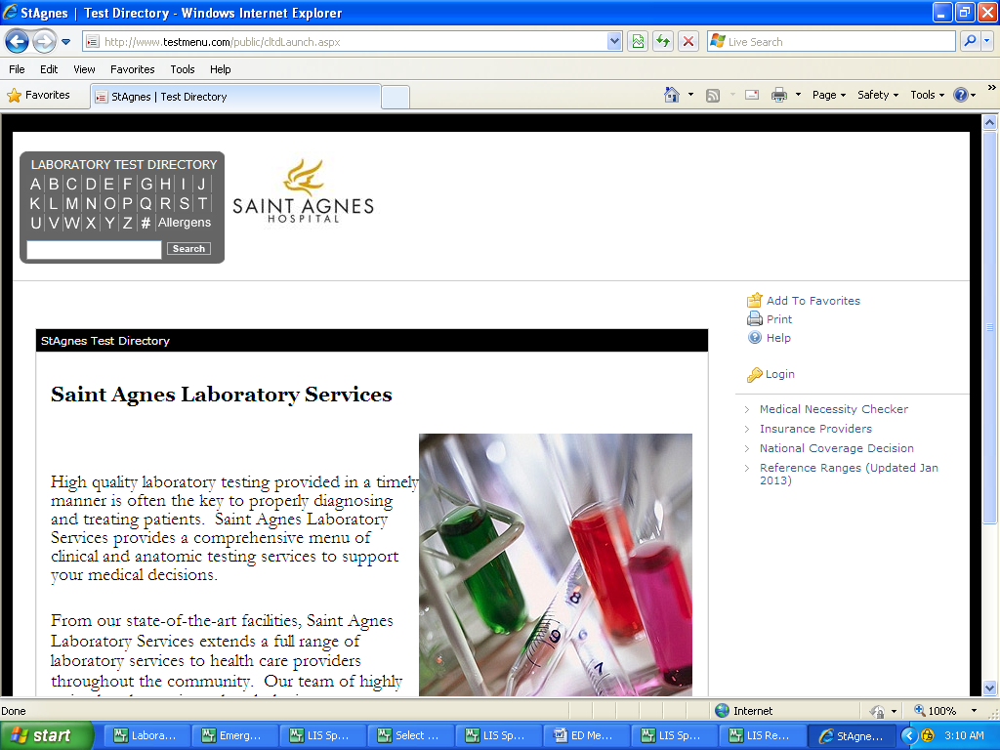 StAgnes | Test Directory - Windows Internet Explorer
http://www.testmenu.com/public/cltdLaunch.aspx
Live Search
File Edit View Favorites Tools Help
Favorites
StAgnes | Test Directory
Page
Safety
Tools
LABORATORY TEST DIRECTORY
A B C D E F G H I J
K L M N O P Q R S T
U V W X Y Z # Allergens
Search
SAINT AGNES
HOSPITAL
Add To Favorites
Print
Help
Login
Medical Necessity Checker
Insurance Providers
National Coverage Decision
Reference Ranges (Updated Jan
2013)
StAgnes Test Directory
Saint Agnes Laboratory Services
High quality laboratory testing provided in a timely
manner is often the key to properly diagnosing
and treating patients. Saint Agnes Laboratory
Services provides a comprehensive menu of
clinical and anatomic testing services to support
your medical decisions.
From our state-of-the-art facilities, Saint Agnes
Laboratory Services extends a full range of
laboratory services to health care providers
throughout the community. Our team of highly
8
9
7
Done
Internet
100%
start
Labora...
Emerg...
LIS Sp...
Select ...
LIS Sp...
ED Me...
LIS Sp...
LIS Re...
StAgne...
3:10 AM